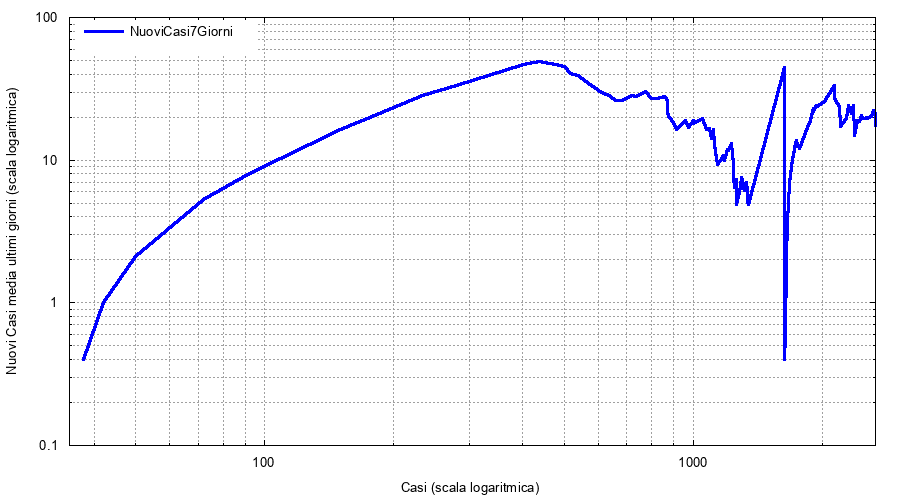 NuoviCasi7Giorni
Nuovi Casi media ultimi giorni (scala logaritmica)
100
10
1
0.1
100
1000
Casi (scala logaritmica)